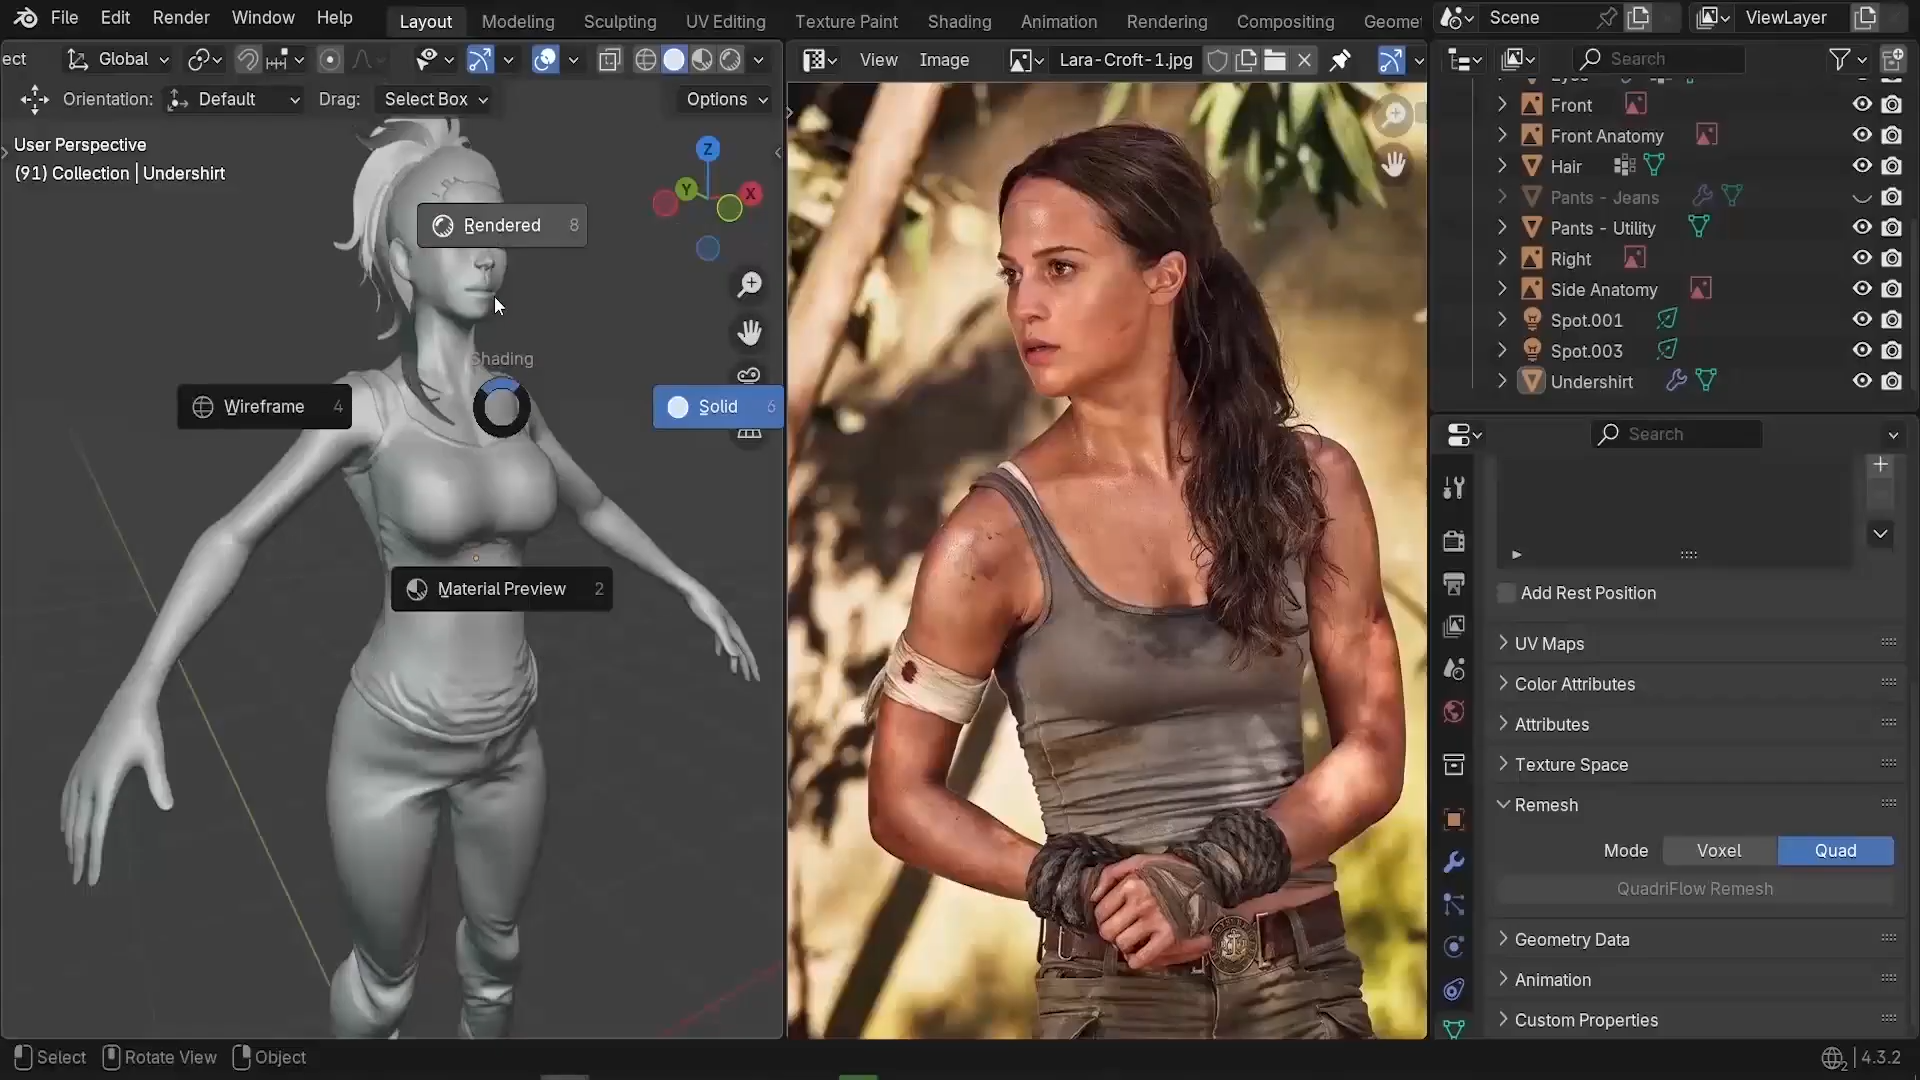 File Edit Render Window Help
Layout Modeling Sculpting UV Editing Texture Paint Shading Animation Rendering Compositing Geomet
Scene
ViewLayer
ect Global
View Image Lara-Croft-1.jpg
Search
Orientation: Default Drag: Select Box Options
User Perspective
(91) Collection | Undershirt
Z
Y
X
Rendered 8
Shading
Wireframe 4
Solid 6
Material Preview 2
Eyes
Front
Front Anatomy
Hair
Pants - Jeans
Pants - Utility
Right
Side Anatomy
Spot.001
Spot.003
Undershirt
Search
Add Rest Position
UV Maps
Color Attributes
Attributes
Texture Space
Remesh
Mode Voxel Quad
QuadriFlow Remesh
Geometry Data
Animation
Custom Properties
Select Rotate View Object
2 4.3.2